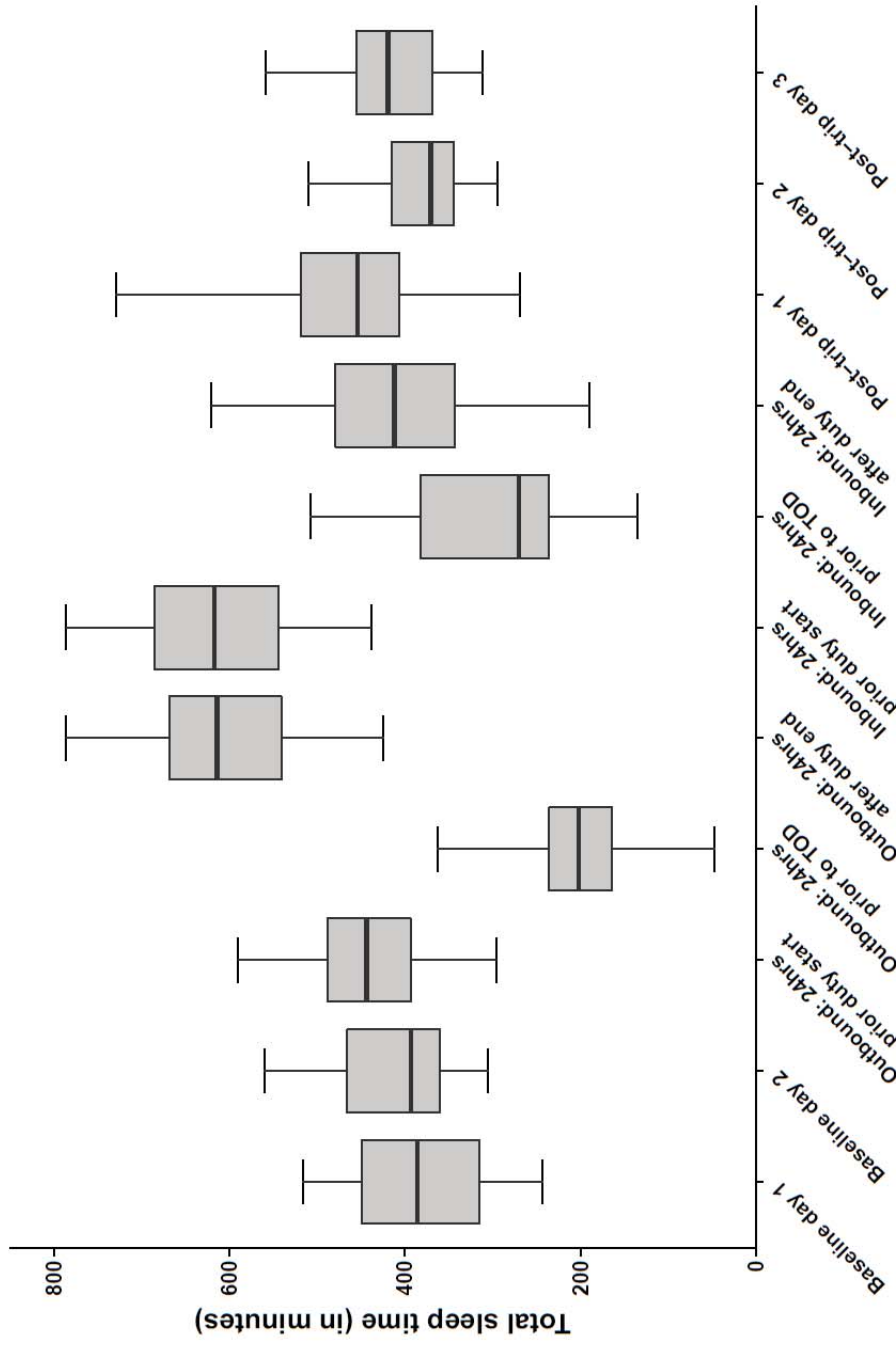 Total sleep time (in minutes)
800
600
400
200
0
Baseline day 1
Baseline day 2
Outbound: 24hrs
prior duty start
Outbound: 24hrs
prior to TOD
Outbound: 24hrs
after duty end
Inbound: 24hrs
prior duty start
Inbound: 24hrs
prior to TOD
Inbound: 24hrs
after duty end
Post-trip day 1
Post-trip day 2
Post-trip day 3